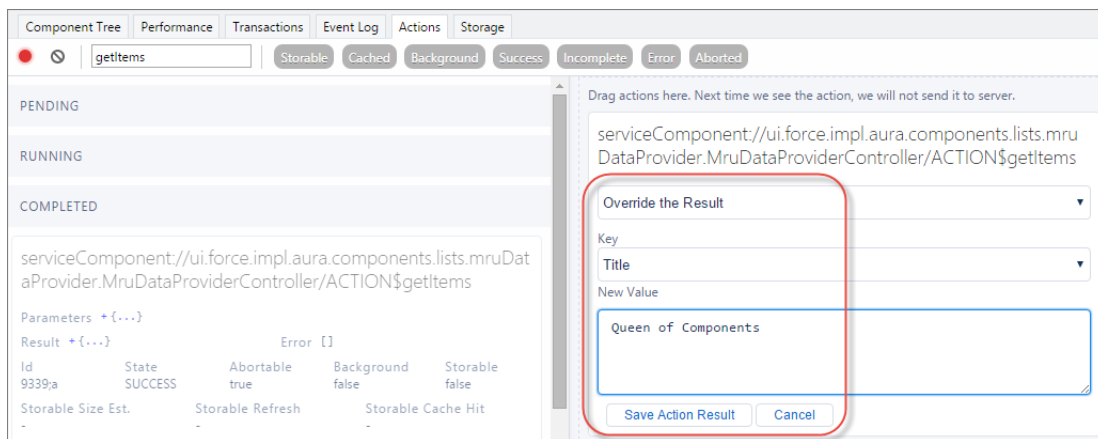 Component Tree Performance Transactions Event Log Actions Storage
getItems Storable Cached Background Success Incomplete Error Aborted
PENDING
RUNNING
COMPLETED
serviceComponent://ui.force.impl.aura.components.lists.mruDat
aProvider.MruDataProviderController/ACTION$getItems
Parameters +{...}
Result +{...} Error []
Id State Abortable Background Storable
9339;a SUCCESS true false false
Storable Size Est. Storable Refresh Storable Cache Hit
- - -
Drag actions here. Next time we see the action, we will not send it to server.
serviceComponent://ui.force.impl.aura.components.lists.mru
DataProvider.MruDataProviderController/ACTION$getItems
Override the Result
Key
Title
New Value
Queen of Components
Save Action Result Cancel